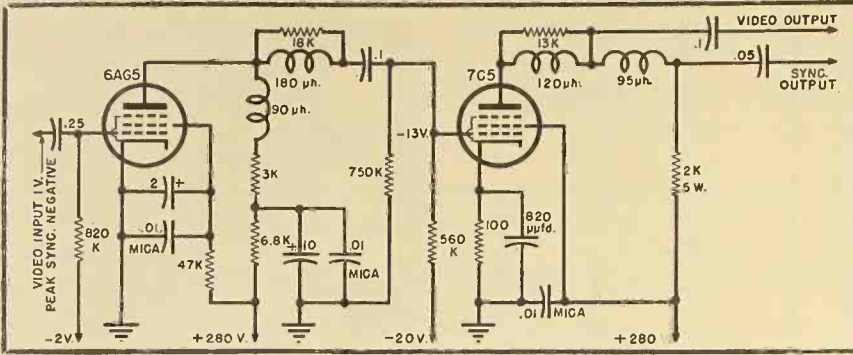 VIDEO INPUT 1 V.
PEAK SYNC. NEGATIVE
.25
820
K
-2V.
6AG5
2
+
.01
MICA
47K
18K
180 µh.
90 µh.
3K
6.8K
+280 V.
.1
+
10
.01
MICA
750K
-13V.
560
K
-20V.
7C5
100
820
µµfd.
.01
MICA
13K
120µh.
95µh.
.1
VIDEO OUTPUT
.05
SYNC.
OUTPUT
2K
5 W.
+280